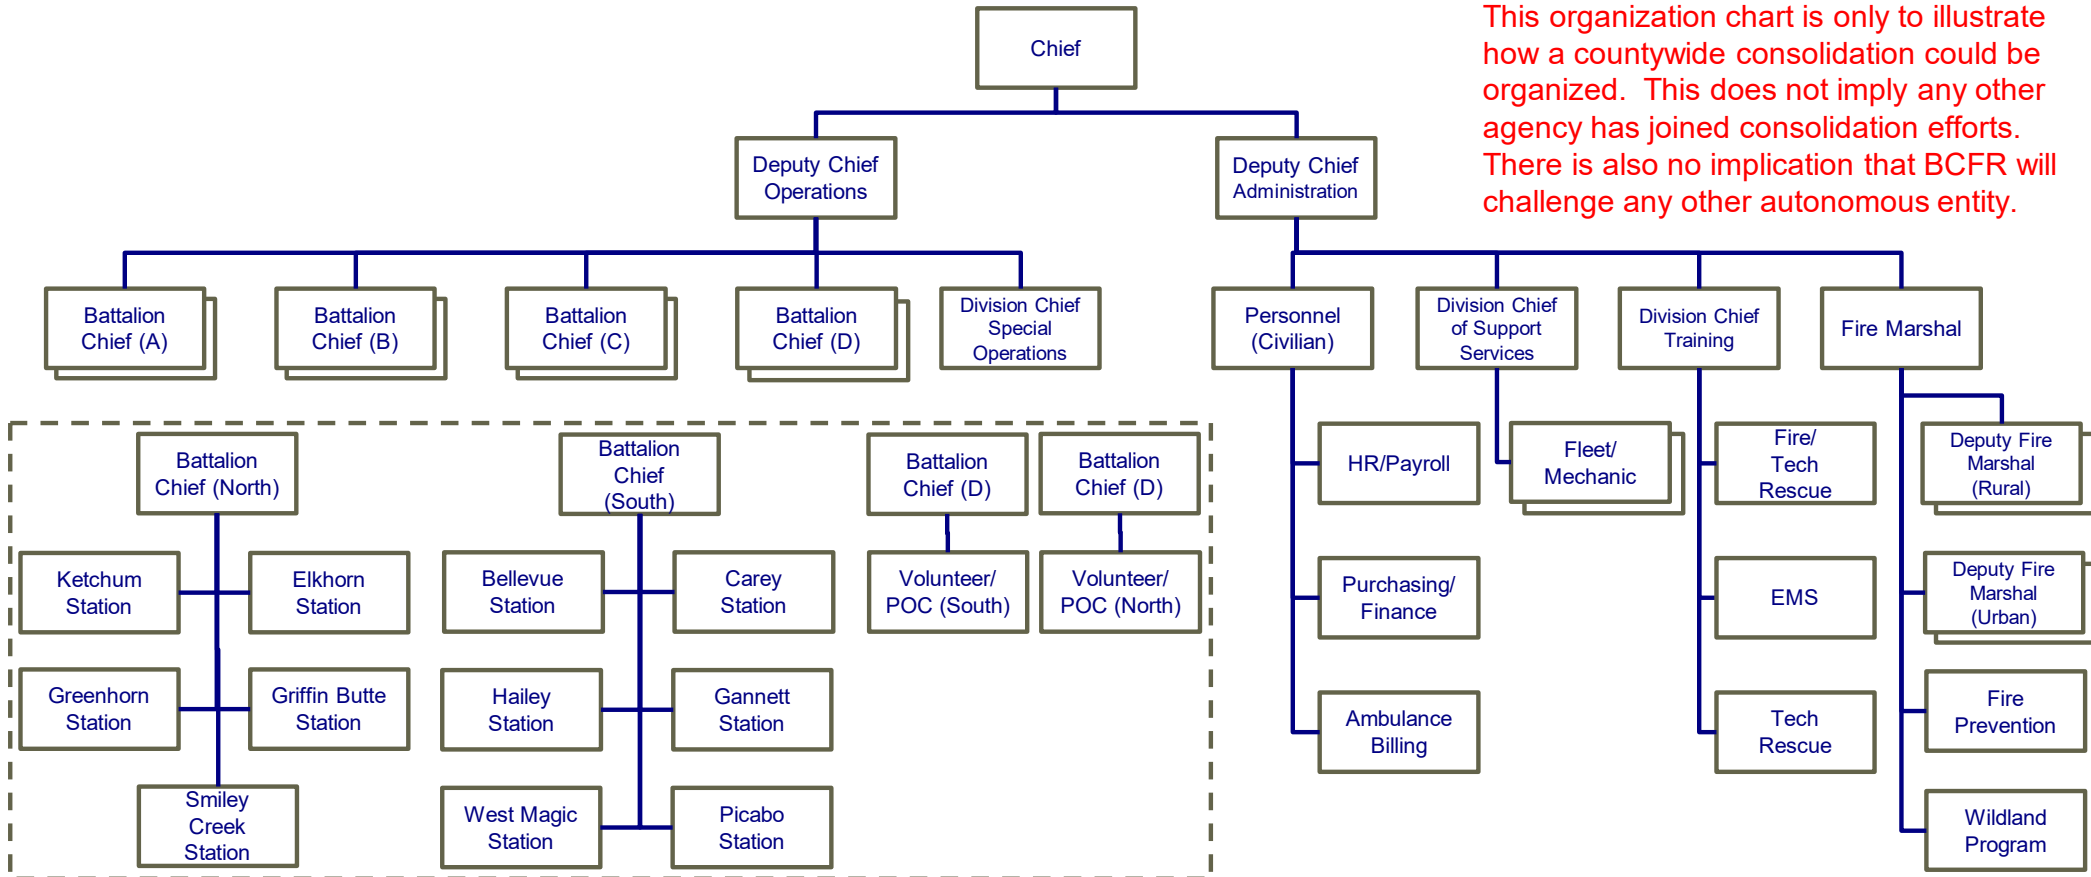 This organization chart is only to illustrate
how a countywide consolidation could be
organized.  This does not imply any other
agency has joined consolidation efforts.
There is also no implication that BCFR will
challenge any other autonomous entity.
Chief
Deputy Chief
Operations
Deputy Chief
Administration
Battalion
Chief (A)
Battalion
Chief (B)
Battalion
Chief (C)
Battalion
Chief (D)
Division Chief
Special
Operations
Personnel
(Civilian)
Division Chief
of Support
Services
Division Chief
Training
Fire Marshal
Battalion
Chief (North)
Battalion
Chief
(South)
Battalion
Chief (D)
Battalion
Chief (D)
HR/Payroll
Fleet/
Mechanic
Fire/
Tech
Rescue
Deputy Fire
Marshal
(Rural)
Ketchum
Station
Elkhorn
Station
Bellevue
Station
Carey
Station
Volunteer/
POC (South)
Volunteer/
POC (North)
Purchasing/
Finance
EMS
Deputy Fire
Marshal
(Urban)
Greenhorn
Station
Griffin Butte
Station
Hailey
Station
Gannett
Station
Ambulance
Billing
Tech
Rescue
Fire
Prevention
Smiley
Creek
Station
West Magic
Station
Picabo
Station
Wildland
Program